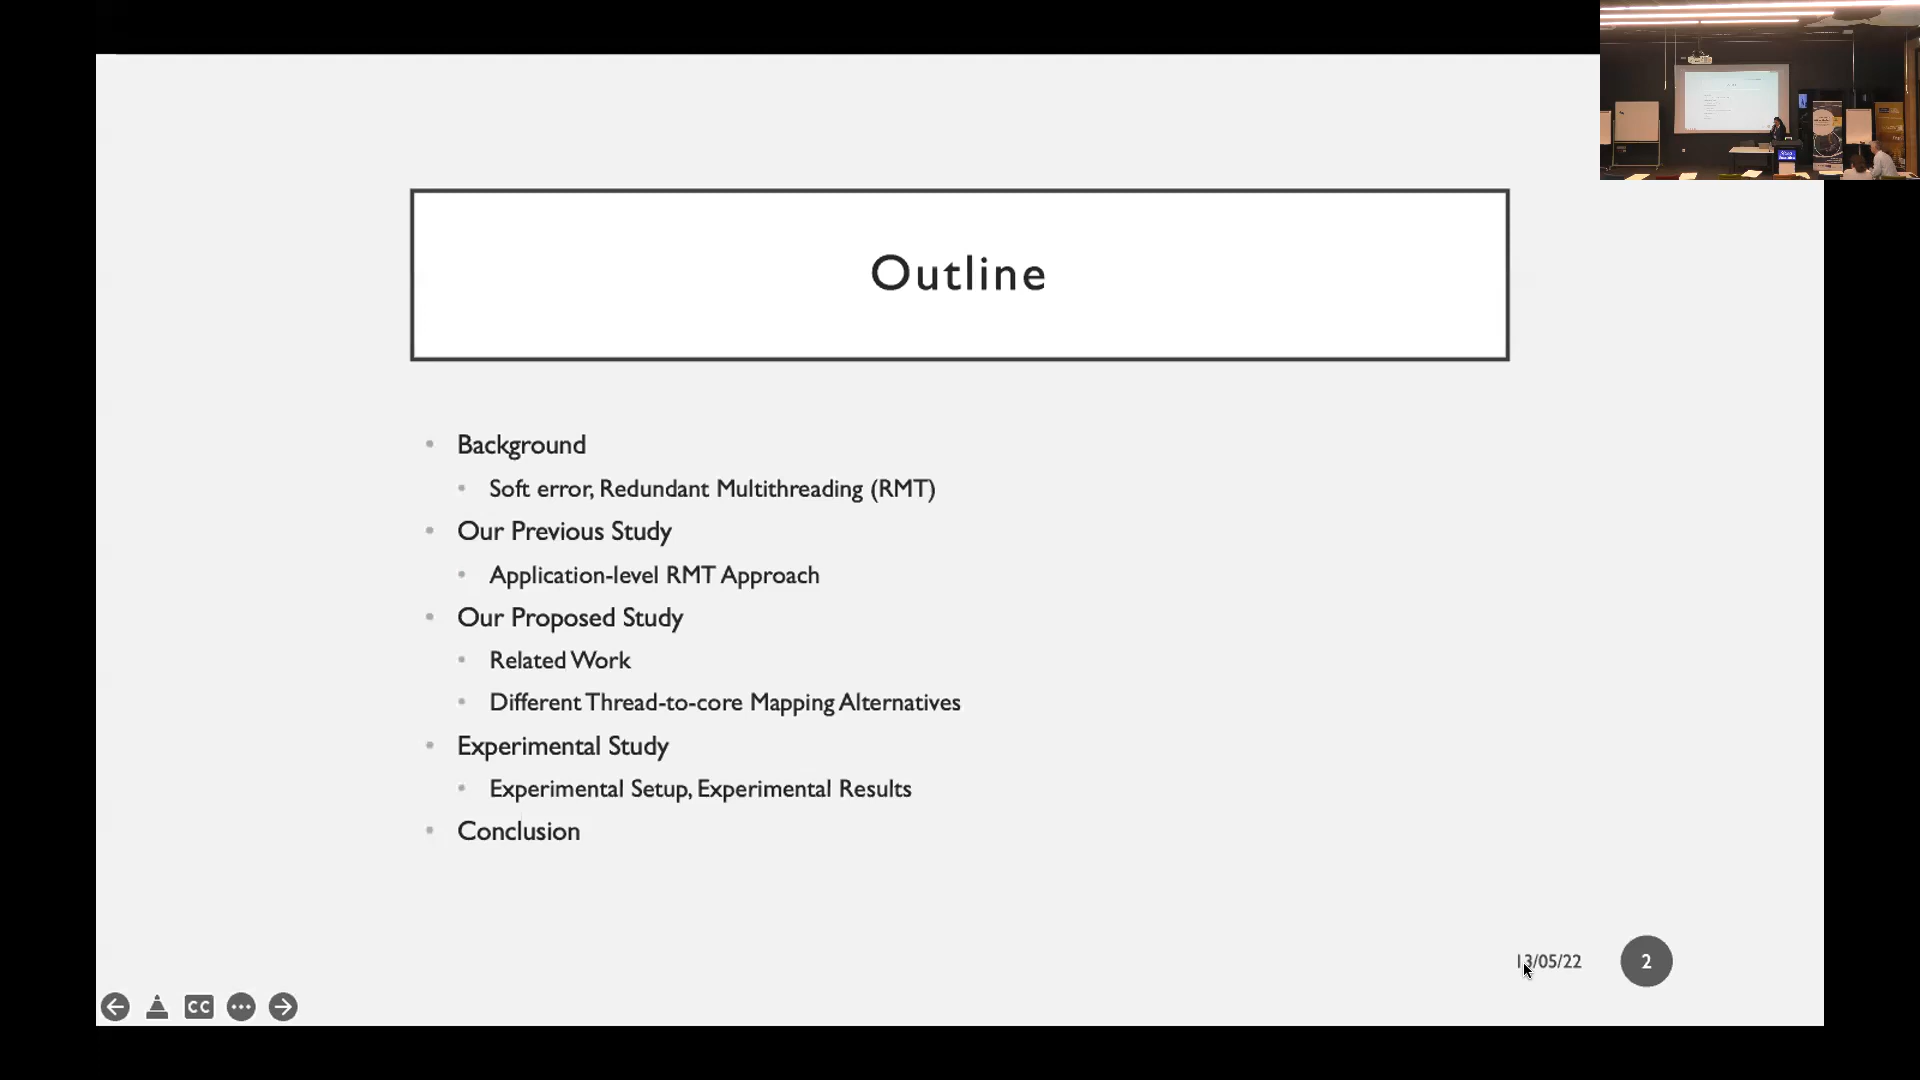 Outline
Background
Soft error, Redundant Multithreading (RMT)
Our Previous Study
Application-level RMT Approach
Our Proposed Study
Related Work
Different Thread-to-core Mapping Alternatives
Experimental Study
Experimental Setup, Experimental Results
Conclusion
13/05/22
2
CC